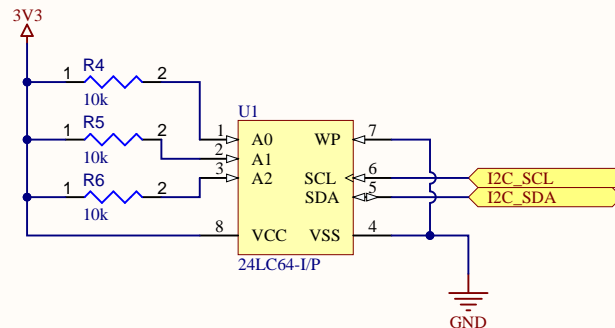 3V3
R4
1 2
10k
R5
1 2
10k
R6
1 2
10k
U1
1 A0 WP 7
2 A1
3 A2 SCL 6 I2C_SCL
SDA 5 I2C_SDA
8 VCC VSS 4
24LC64-I/P
GND